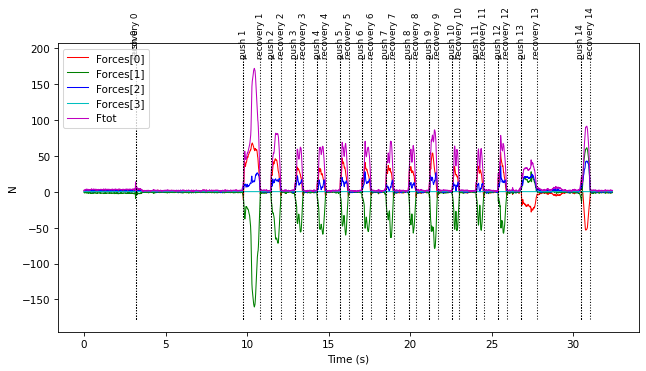 recovery 0
push 1
recovery 1
push 2
recovery 2
push 3
recovery 3
push 4
recovery 4
push 5
recovery 5
push 6
recovery 6
push 7
recovery 7
push 8
recovery 8
push 9
recovery 9
push 10
recovery 10
push 11
recovery 11
push 12
recovery 12
push 13
recovery 13
push 14
recovery 14
Forces[0]
Forces[1]
Forces[2]
Forces[3]
Ftot
200
150
100
50
0
−50
−100
−150
N
0
5
10
15
20
25
30
Time (s)